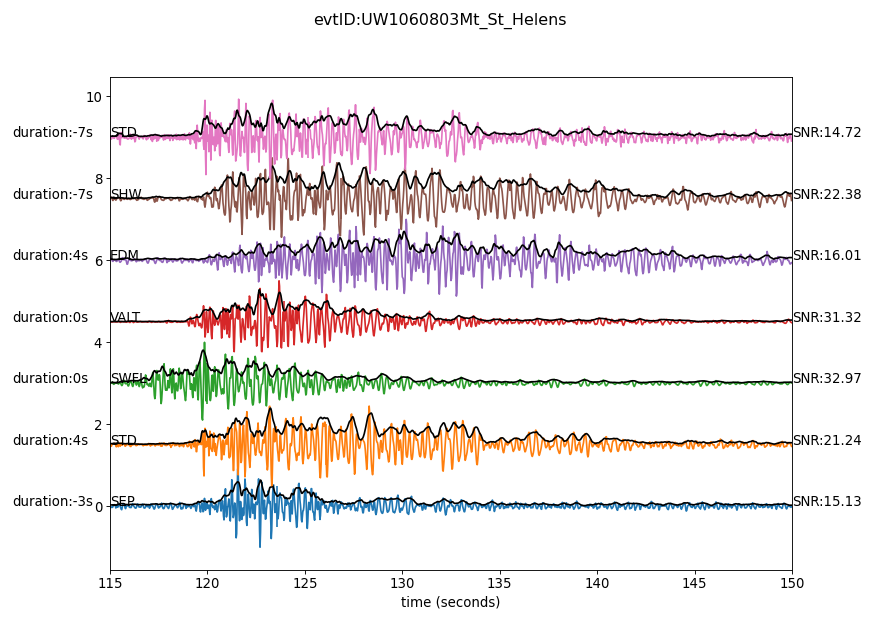 evtID:UW1060803Mt_St_Helens
10
duration:-7s STD SNR:14.72
8
duration:-7s SHW SNR:22.38
duration:4s EDM SNR:16.01
6
duration:0s VALT SNR:31.32
4
duration:0s SWFL SNR:32.97
2
duration:4s STD SNR:21.24
duration:-3s SEP SNR:15.13
0
115 120 125 130 135 140 145 150
time (seconds)